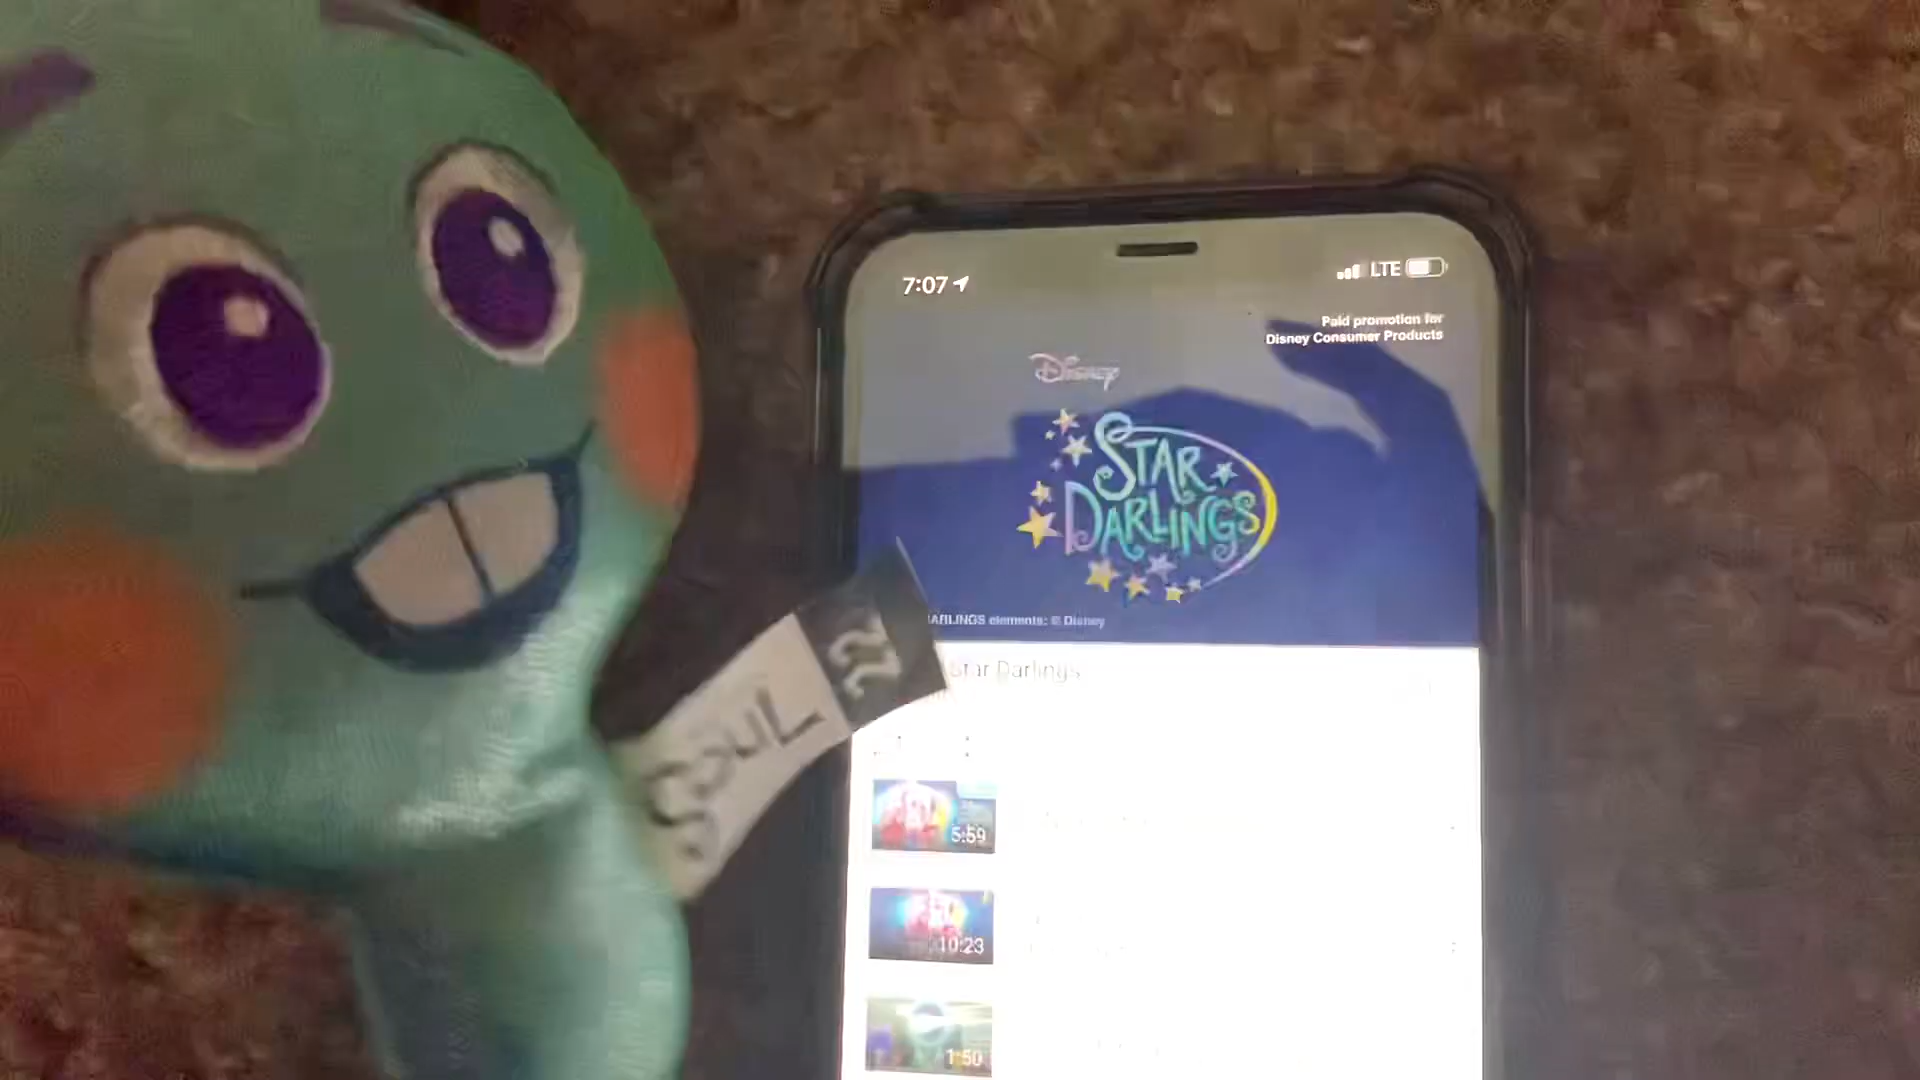 7:07
LTE
Paid promotion for
Disney Consumer Products
Disney
STAR
DARLINGS
DARLINGS elements: © Disney
Star Darlings
22
SOUL
5:59
10:23
1:50